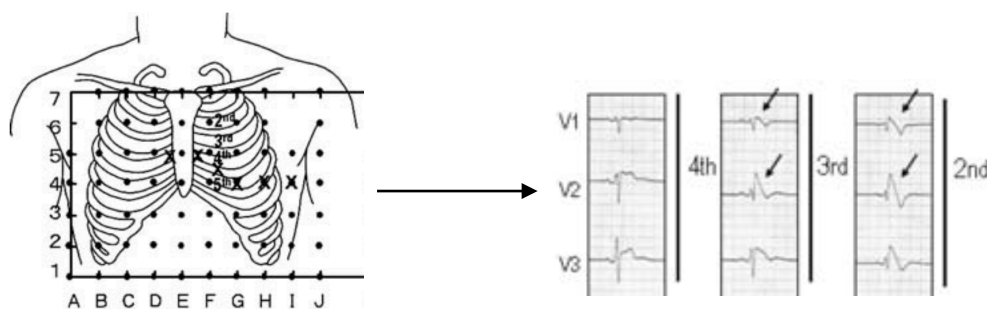 7
6
5
4
3
2
1
2nd
3rd
4th
5th
X X X X X X
A B C D E F G H I J
V1
V2
V3
4th
3rd
2nd